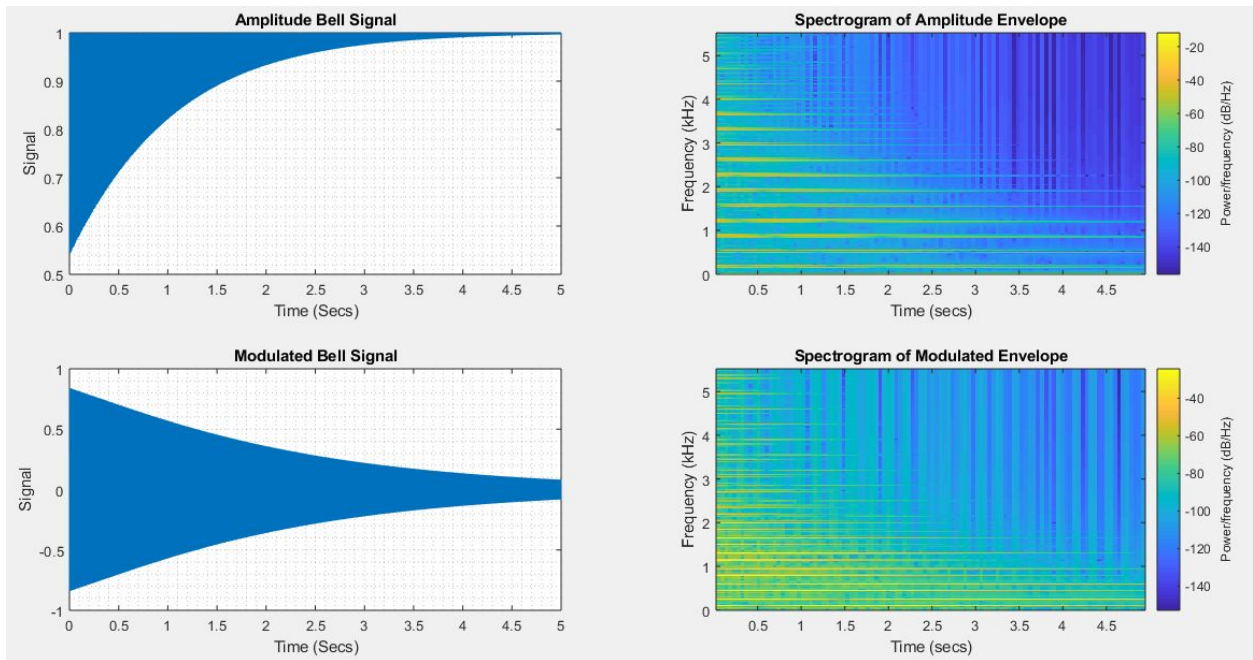 Amplitude Bell Signal
1
0.9
0.8
0.7
0.6
0.5
Signal
0 0.5 1 1.5 2 2.5 3 3.5 4 4.5 5
Time (Secs)
Spectrogram of Amplitude Envelope
5
4
3
2
1
0
Frequency (kHz)
0.5 1 1.5 2 2.5 3 3.5 4 4.5
Time (secs)
-20
-40
-60
-80
-100
-120
-140
Power/frequency (dB/Hz)
Modulated Bell Signal
1
0.5
0
-0.5
-1
Signal
0 0.5 1 1.5 2 2.5 3 3.5 4 4.5 5
Time (Secs)
Spectrogram of Modulated Envelope
5
4
3
2
1
0
Frequency (kHz)
0.5 1 1.5 2 2.5 3 3.5 4 4.5
Time (secs)
-40
-60
-80
-100
-120
-140
Power/frequency (dB/Hz)